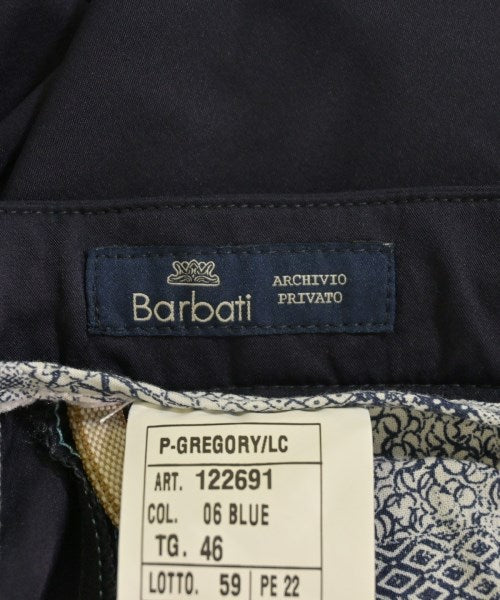 Barbati
ARCHIVIO
PRIVATO
P-GREGORY/LC
ART. 122691
COL. 06 BLUE
TG. 46
LOTTO. 59 PE 22